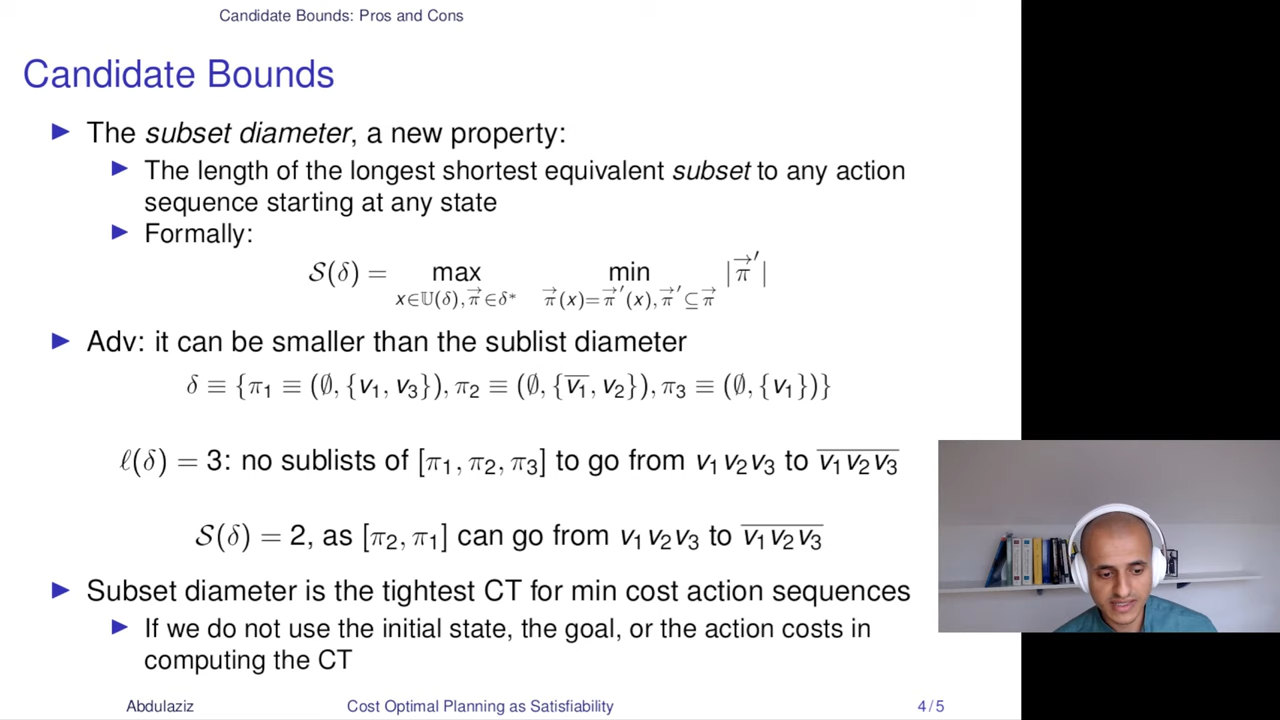 Candidate Bounds: Pros and Cons
Candidate Bounds
▶ The subset diameter, a new property:
▶ The length of the longest shortest equivalent subset to any action
sequence starting at any state
▶ Formally:
𝒮(δ) = max min |π⃗′|
x∈𝕌(δ),π⃗∈δ* π⃗(x)=π⃗′(x),π⃗′⊆π⃗
▶ Adv: it can be smaller than the sublist diameter
δ ≡ {π₁ ≡ (∅, {v₁, v₃}), π₂ ≡ (∅, {v̅₁, v₂}), π₃ ≡ (∅, {v₁})}
ℓ(δ) = 3: no sublists of [π₁, π₂, π₃] to go from v₁v₂v₃ to v̅₁v̅₂v̅₃
𝒮(δ) = 2, as [π₂, π₁] can go from v₁v₂v₃ to v̅₁v̅₂v̅₃
▶ Subset diameter is the tightest CT for min cost action sequences
▶ If we do not use the initial state, the goal, or the action costs in
computing the CT
Abdulaziz Cost Optimal Planning as Satisfiability 4/5